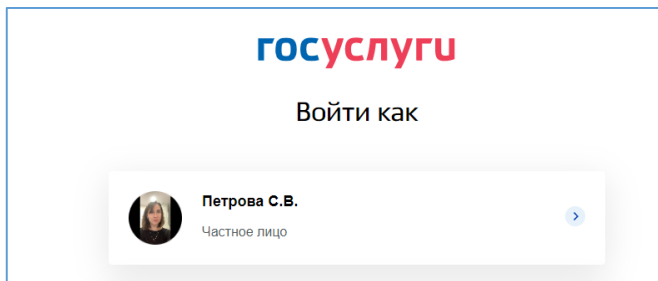 госуслуги
Войти как
Петрова С.В.
Частное лицо